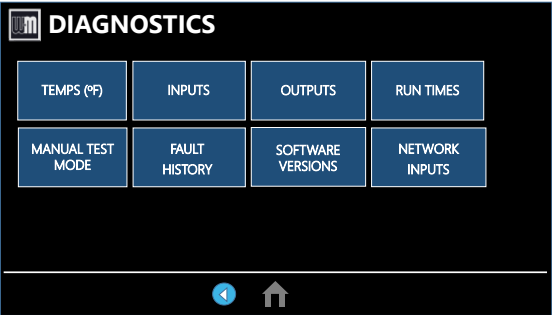 WM DIAGNOSTICS
TEMPS (ºF)
INPUTS
OUTPUTS
RUN TIMES
MANUAL TEST
MODE
FAULT
HISTORY
SOFTWARE
VERSIONS
NETWORK
INPUTS